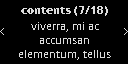 contents (7/18)
viverra, mi ac
< accumsan >
elementum, tellus